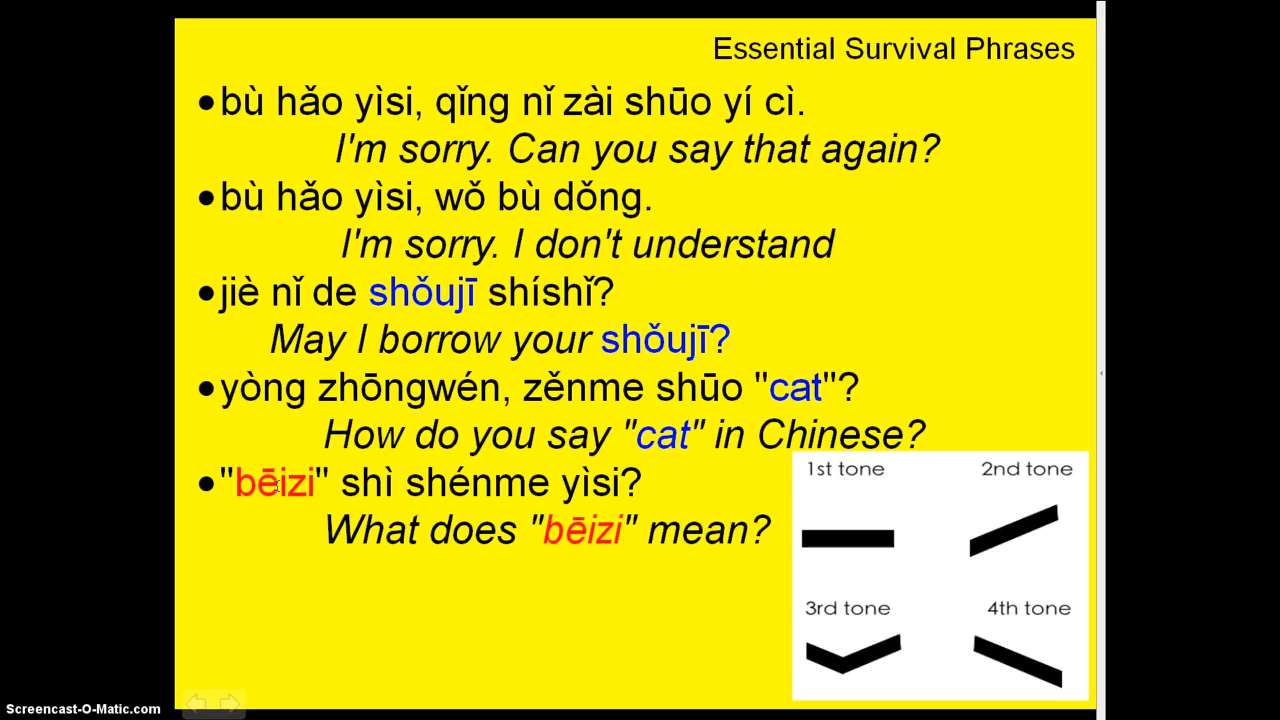 Essential Survival Phrases
•bù hǎo yìsi, qǐng nǐ zài shūo yí cì.
I'm sorry. Can you say that again?
•bù hǎo yìsi, wǒ bù dǒng.
I'm sorry. I don't understand
•jiè nǐ de shǒujī shíshǐ?
May I borrow your shǒujī?
•yòng zhōngwén, zěnme shūo "cat"?
How do you say "cat" in Chinese?
•"bēizi" shì shénme yìsi?
What does "bēizi" mean?
1st tone 2nd tone
3rd tone 4th tone
Screencast-O-Matic.com